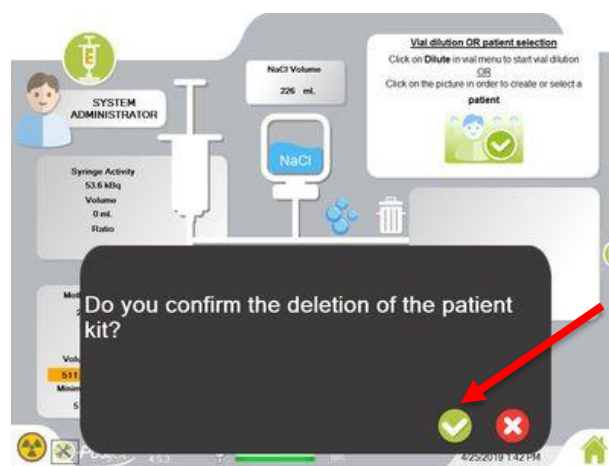 Vial dilution OR patient selection
Click on Dilute in vial menu to start vial dilution
OR
Click on the picture in order to create or select a
patient
NaCl Volume
226 ml.
SYSTEM
ADMINISTRATOR
NaCl
Syringe Activity
53.6 kBq
Volume
0 ml.
Ratio
Do you confirm the deletion of the patient
kit?
4.5.3
4/25/2019 1:42 PM